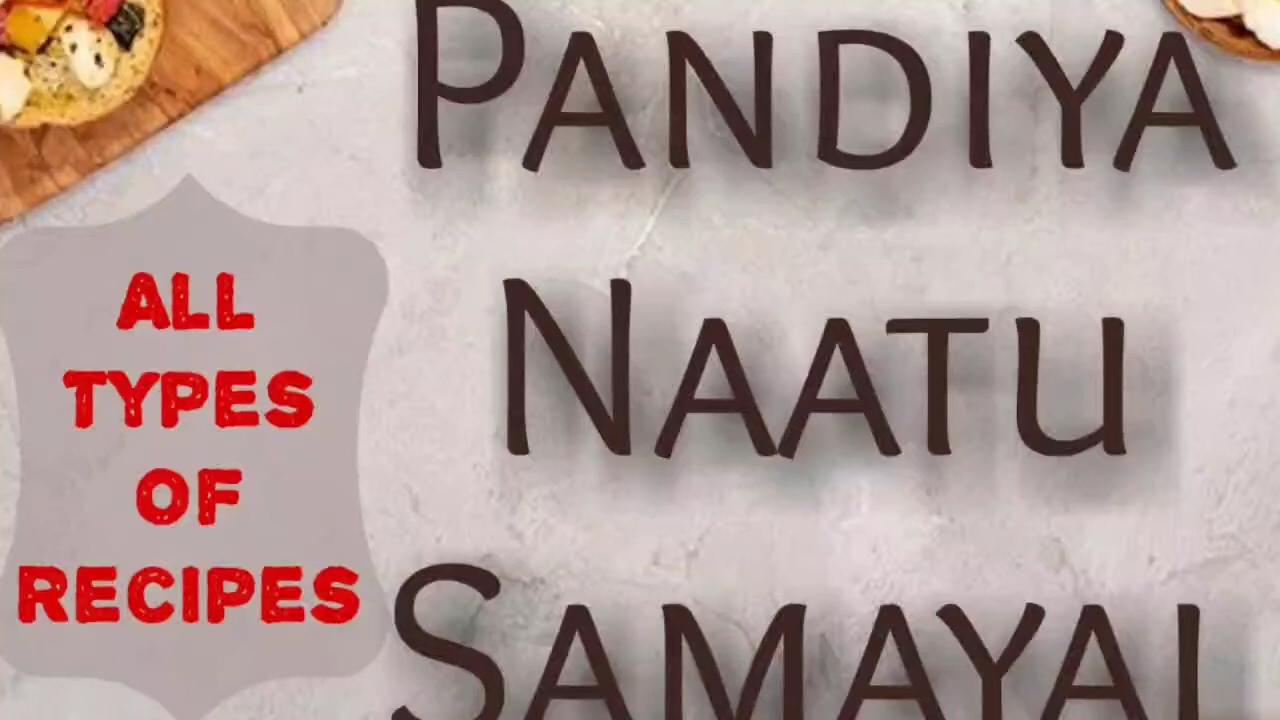 PANDIYA
NAATU
SAMAYAL
ALL
TYPES
OF
RECIPES